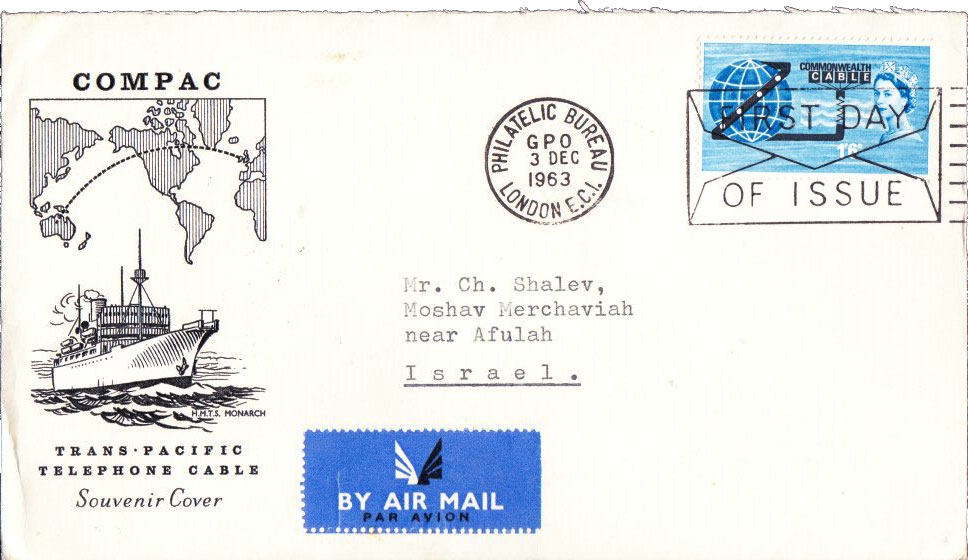 COMPAC
H.M.T.S. MONARCH
TRANS·PACIFIC
TELEPHONE CABLE
Souvenir Cover
PHILATELIC BUREAU
GPO
3 DEC
1963
LONDON E.C.1.
COMMONWEALTH
CABLE
1'6D
FIRST DAY
OF ISSUE
Mr. Ch. Shalev,
Moshav Merchaviah
near Afulah
Israel.
BY AIR MAIL
PAR AVION